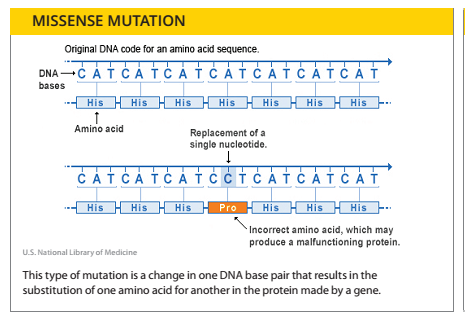 MISSENSE MUTATION
Original DNA code for an amino acid sequence.
DNA bases
C A T C A T C A T C A T C A T C A T C A T
His His His His His His His
Amino acid
Replacement of a
single nucleotide.
C A T C A T C A T C C T C A T C A T C A T
His His His Pro His His His
Incorrect amino acid, which may
produce a malfunctioning protein.
U.S. National Library of Medicine
This type of mutation is a change in one DNA base pair that results in the
substitution of one amino acid for another in the protein made by a gene.